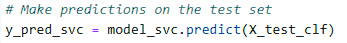 # Make predictions on the test set
y_pred_svc = model_svc.predict(X_test_clf)